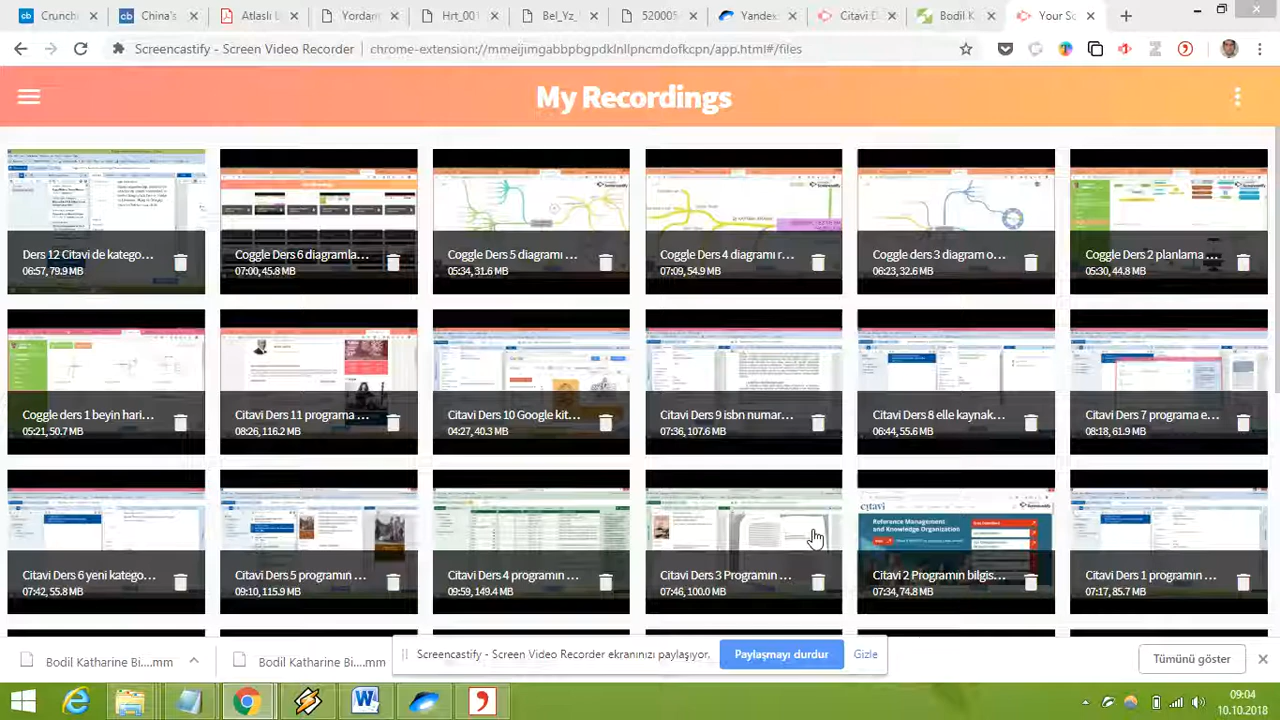 Crunch
China's
Atlaslı L
Yordam
Hrt_001
Bel_Yz_
520005
Yandex
Citavi D
Bodil K
Your Sc
Screencastify - Screen Video Recorder | chrome-extension://mmeijimgabbpbgpdklnllpncmdofkcpn/app.html#/files
My Recordings
Ders 12 Citavi de katego...
06:57, 79.9 MB
Coggle Ders 6 diagramla...
07:00, 45.8 MB
Coggle Ders 5 diagramı ...
05:34, 31.6 MB
Coggle Ders 4 diagramı r...
07:09, 54.9 MB
Coggle ders 3 diagram o...
06:23, 32.6 MB
Coggle Ders 2 planlama ...
05:30, 44.8 MB
Coggle ders 1 beyin hari...
05:21, 50.7 MB
Citavi Ders 11 programa ...
08:26, 116.2 MB
Citavi Ders 10 Google kit...
04:27, 40.3 MB
Citavi Ders 9 isbn numar...
07:36, 107.6 MB
Citavi Ders 8 elle kaynak...
06:44, 55.6 MB
Citavi Ders 7 programa e...
08:18, 61.9 MB
Citavi Ders 6 yeni katego...
07:42, 55.8 MB
Citavi Ders 5 programın ...
09:10, 115.9 MB
Citavi Ders 4 programın ...
09:59, 149.4 MB
Citavi Ders 3 Programın ...
07:46, 100.0 MB
citavi
Reference Management
and Knowledge Organization
Citavi 2 Programın bilgis...
07:34, 74.8 MB
Citavi Ders 1 programın ...
07:17, 85.7 MB
Bodil Katharine Bi....mm
Bodil Katharine Bi....mm
Screencastify - Screen Video Recorder ekranınızı paylaşıyor.
Paylaşmayı durdur
Gizle
Tümünü göster
09:04
10.10.2018